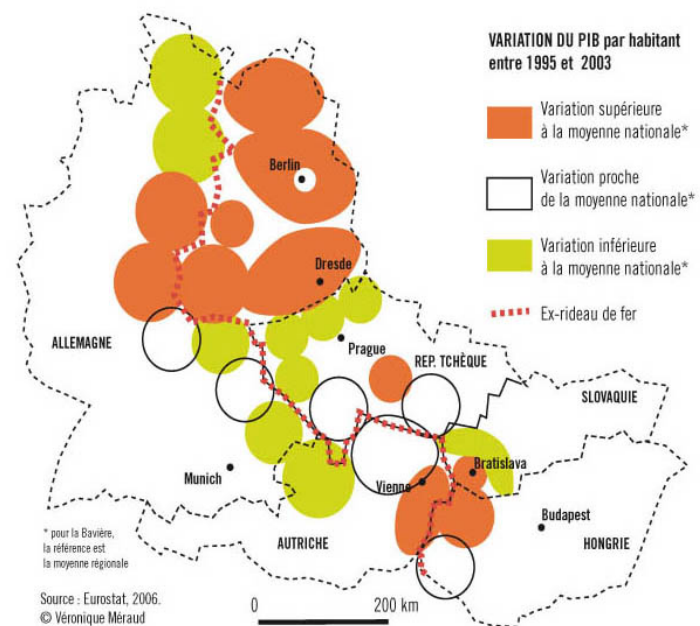 VARIATION DU PIB par habitant
entre 1995 et 2003
Variation supérieure
à la moyenne nationale*
Variation proche
de la moyenne nationale*
Variation inférieure
à la moyenne nationale*
Ex-rideau de fer
Berlin
Dresde
ALLEMAGNE
Prague
REP. TCHÈQUE
SLOVAQUIE
Munich
Vienne
Bratislava
Budapest
AUTRICHE
HONGRIE
* pour la Bavière,
la référence est
la moyenne régionale
Source : Eurostat, 2006.
© Véronique Méraud
0 200 km